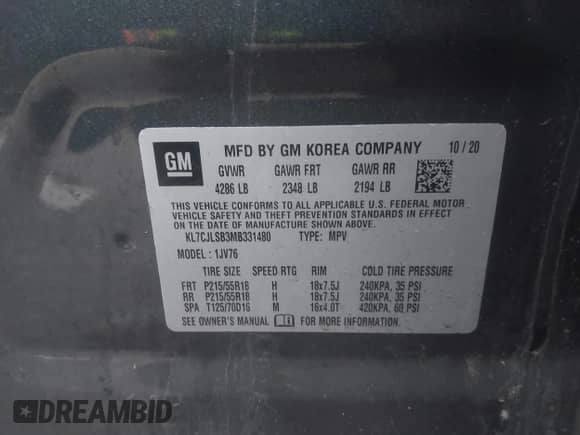 GM
MFD BY GM KOREA COMPANY 10/20
GVWR GAWR FRT GAWR RR
4286 LB 2348 LB 2194 LB
THIS VEHICLE CONFORMS TO ALL APPLICABLE U.S. FEDERAL MOTOR
VEHICLE SAFETY AND THEFT PREVENTION STANDARDS IN EFFECT
ON THE DATE OF MANUFACTURE SHOWN ABOVE.
KL7CJLSB3MB331480 TYPE: MPV
MODEL: 1JV76
TIRE SIZE SPEED RTG RIM COLD TIRE PRESSURE
FRT P215/55R18 H 18x7.5J 240KPA, 35 PSI
RR P215/55R18 H 18x7.5J 240KPA, 35 PSI
SPA T125/70D16 M 16x4.0T 420KPA, 60 PSI
SEE OWNER'S MANUAL FOR MORE INFORMATION.
DREAMBID